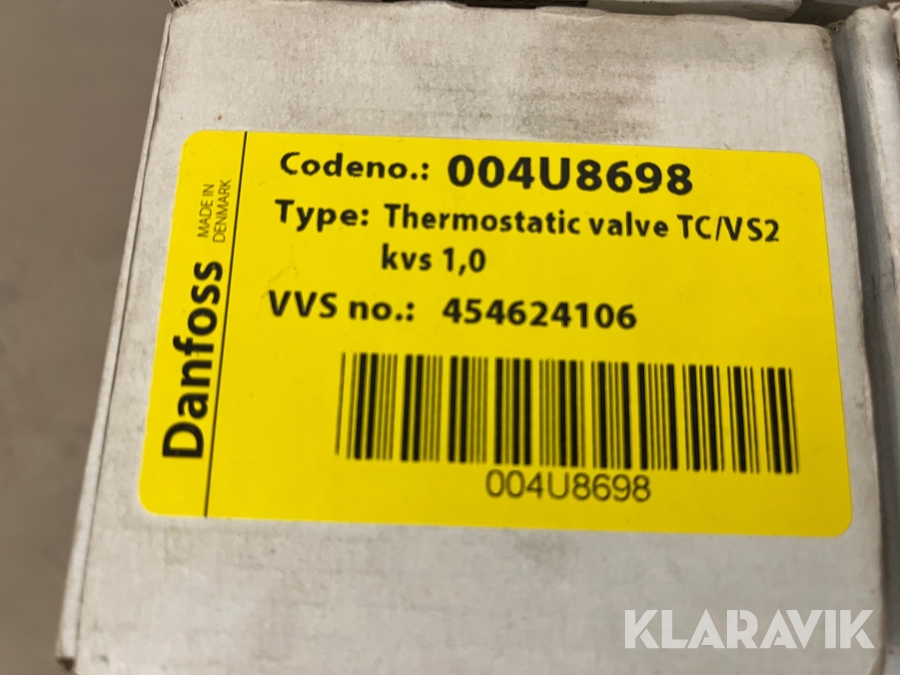 Codeno.: 004U8698
Type: Thermostatic valve TC/VS2
kvs 1,0
VVS no.: 454624106
004U8698
Danfoss
MADE IN
DENMARK
KLARAVIK